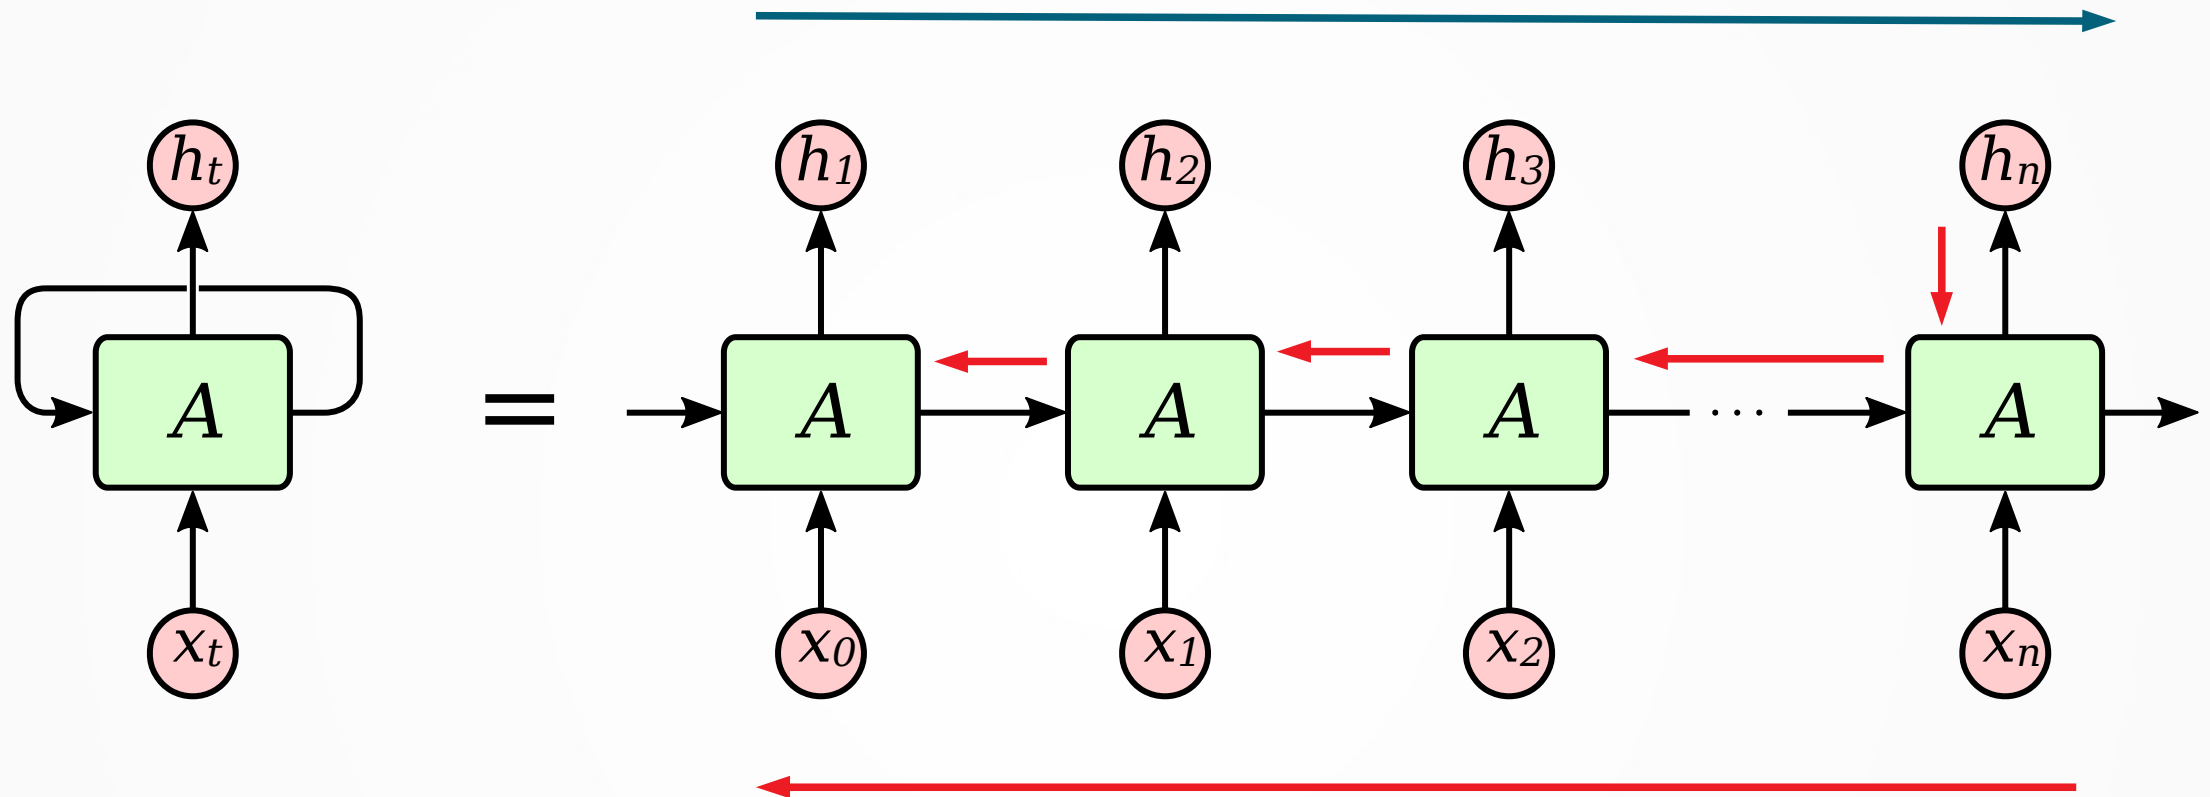 hₜ h₁ h₂ h₃ hₙ
A = A A A · · · A
xₜ x₀ x₁ x₂ xₙ